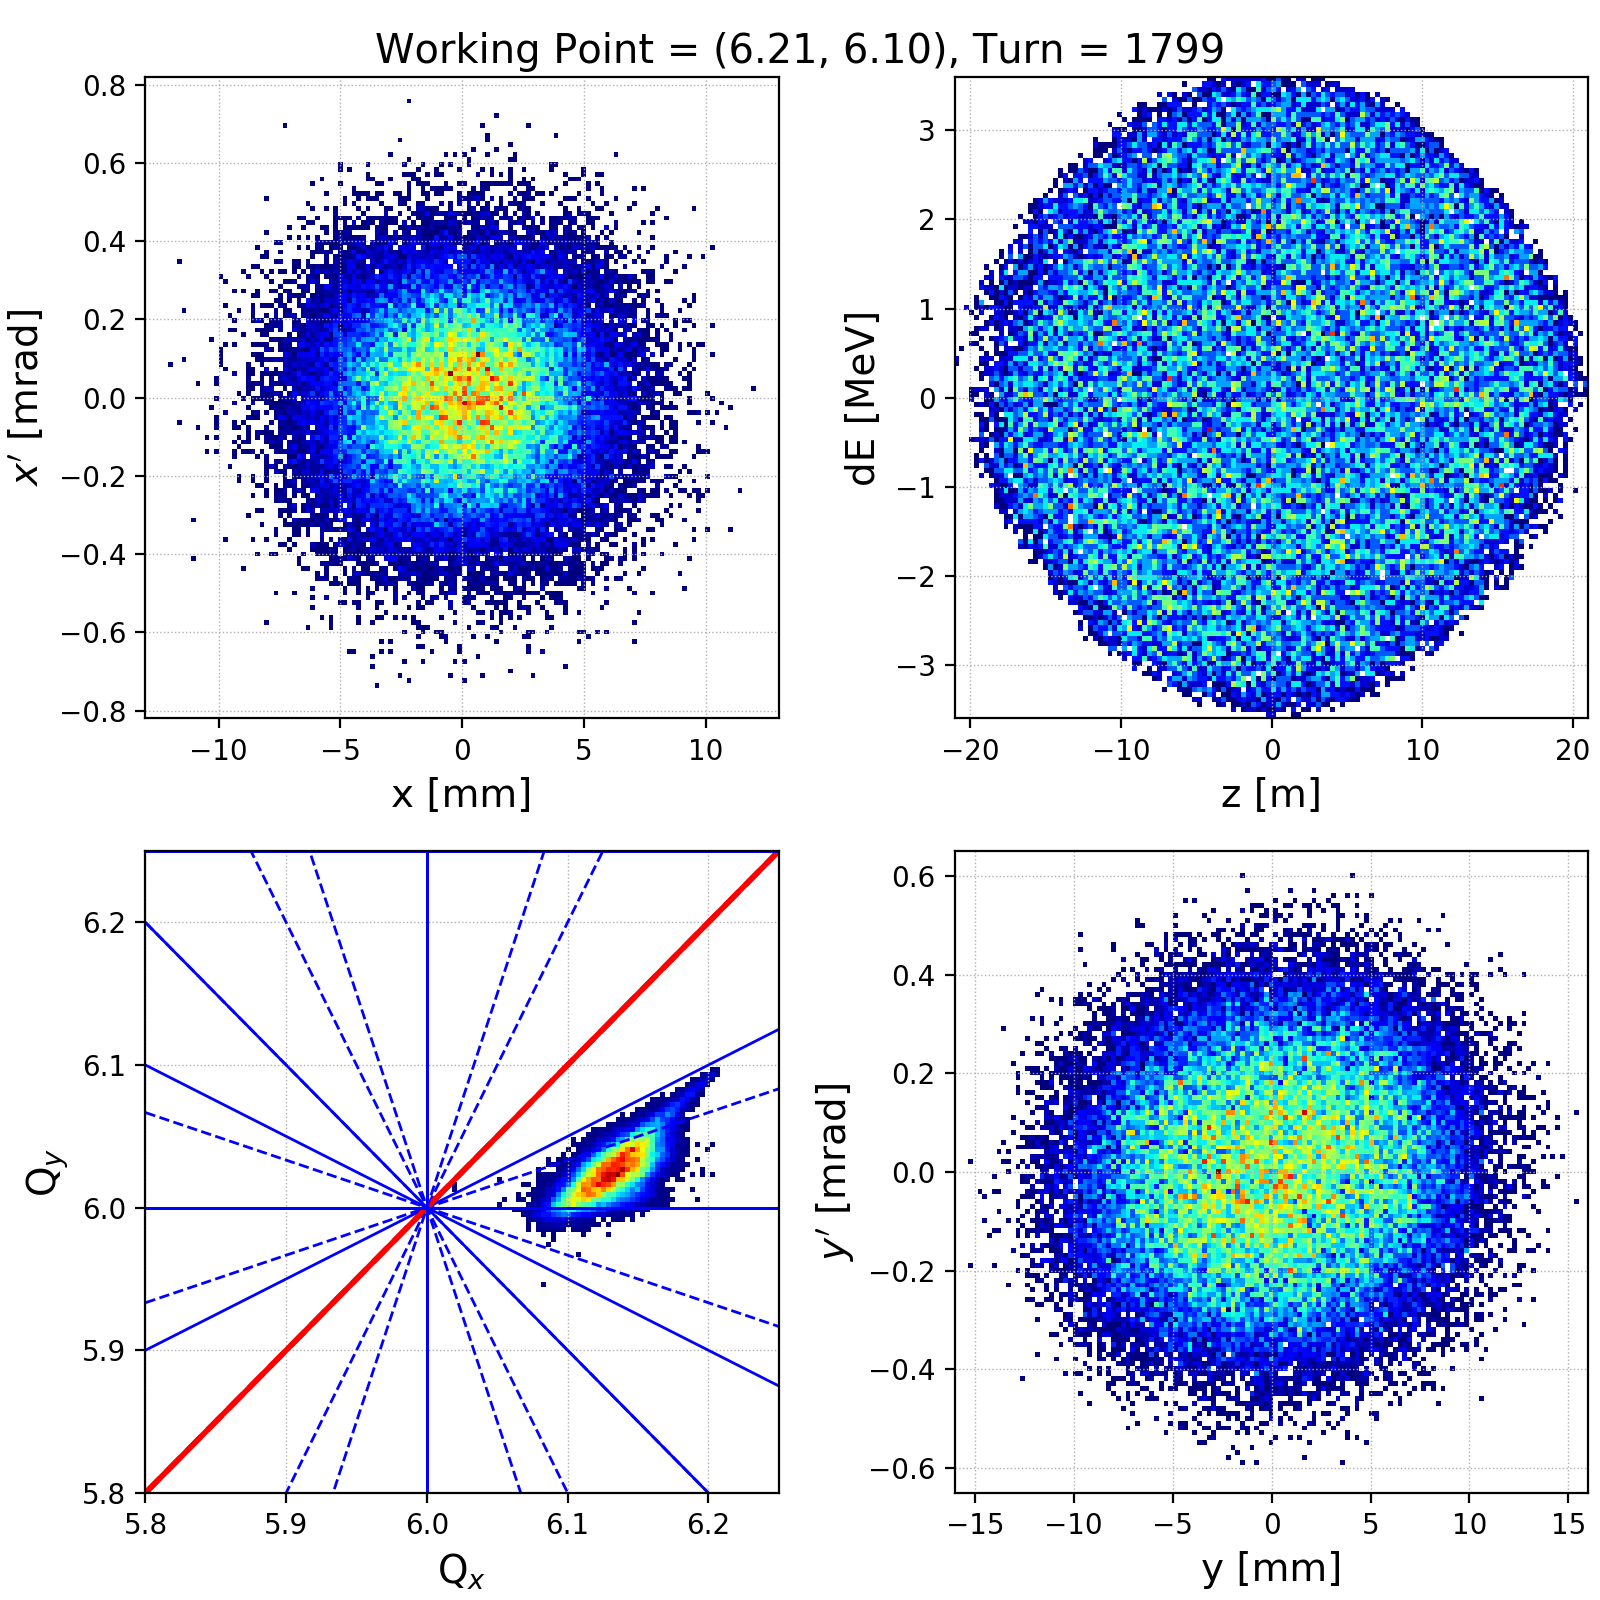 Working Point = (6.21, 6.10), Turn = 1799
0.8
0.6
0.4
0.2
0.0
−0.2
−0.4
−0.6
−0.8
x′ [mrad]
−10 −5 0 5 10
x [mm]
3
2
1
0
−1
−2
−3
dE [MeV]
−20 −10 0 10 20
z [m]
6.2
6.1
6.0
5.9
5.8
Qy
5.8 5.9 6.0 6.1 6.2
Qx
0.6
0.4
0.2
0.0
−0.2
−0.4
−0.6
y′ [mrad]
−15 −10 −5 0 5 10 15
y [mm]